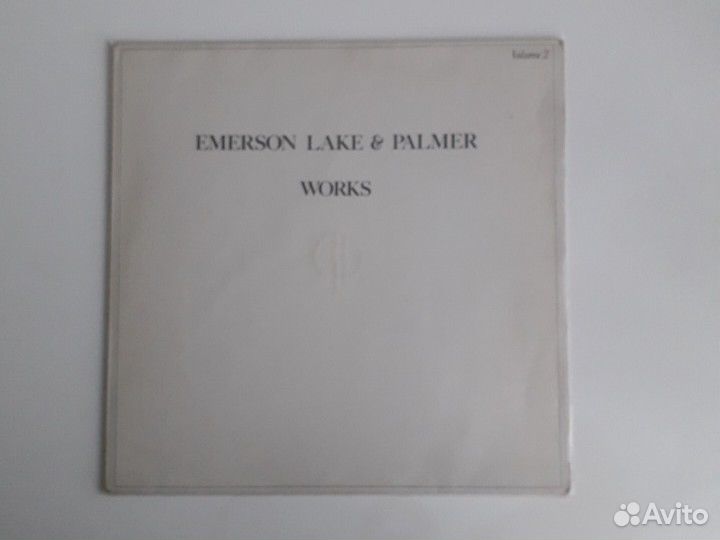 Volume 2
EMERSON LAKE & PALMER
WORKS
Avito